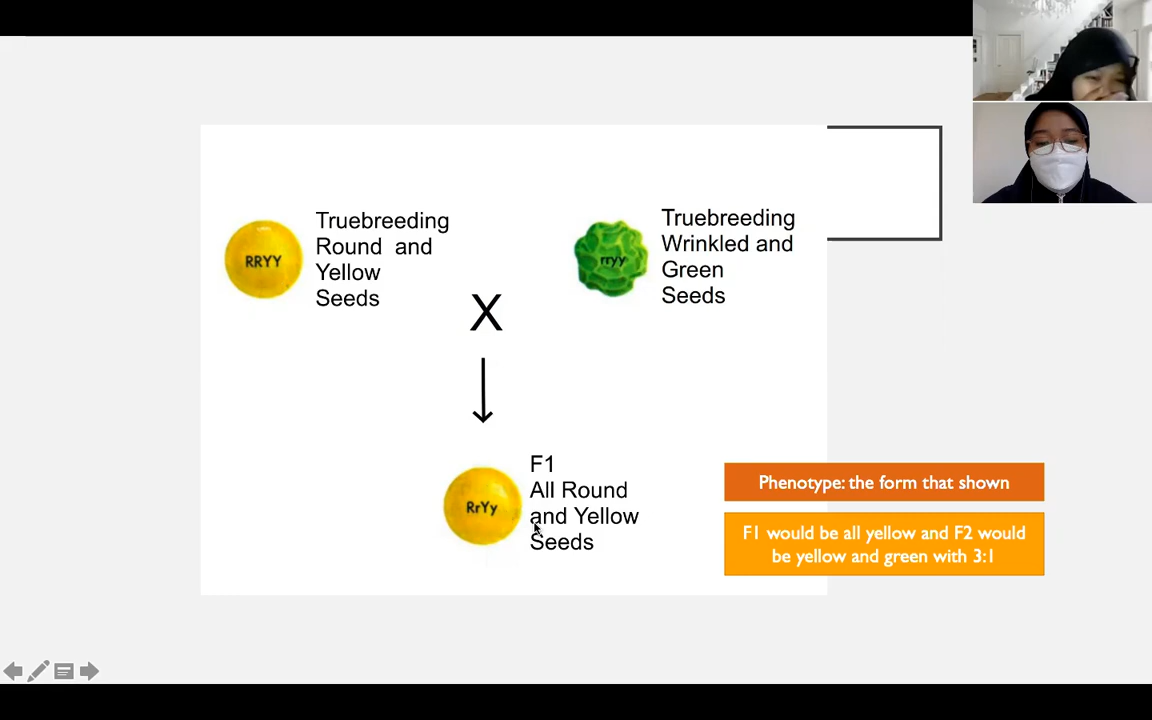 RRYY
Truebreeding
Round and
Yellow
Seeds
rryy
Truebreeding
Wrinkled and
Green
Seeds
X
RrYy
F1
All Round
and Yellow
Seeds
Phenotype: the form that shown
F1 would be all yellow and F2 would
be yellow and green with 3:1